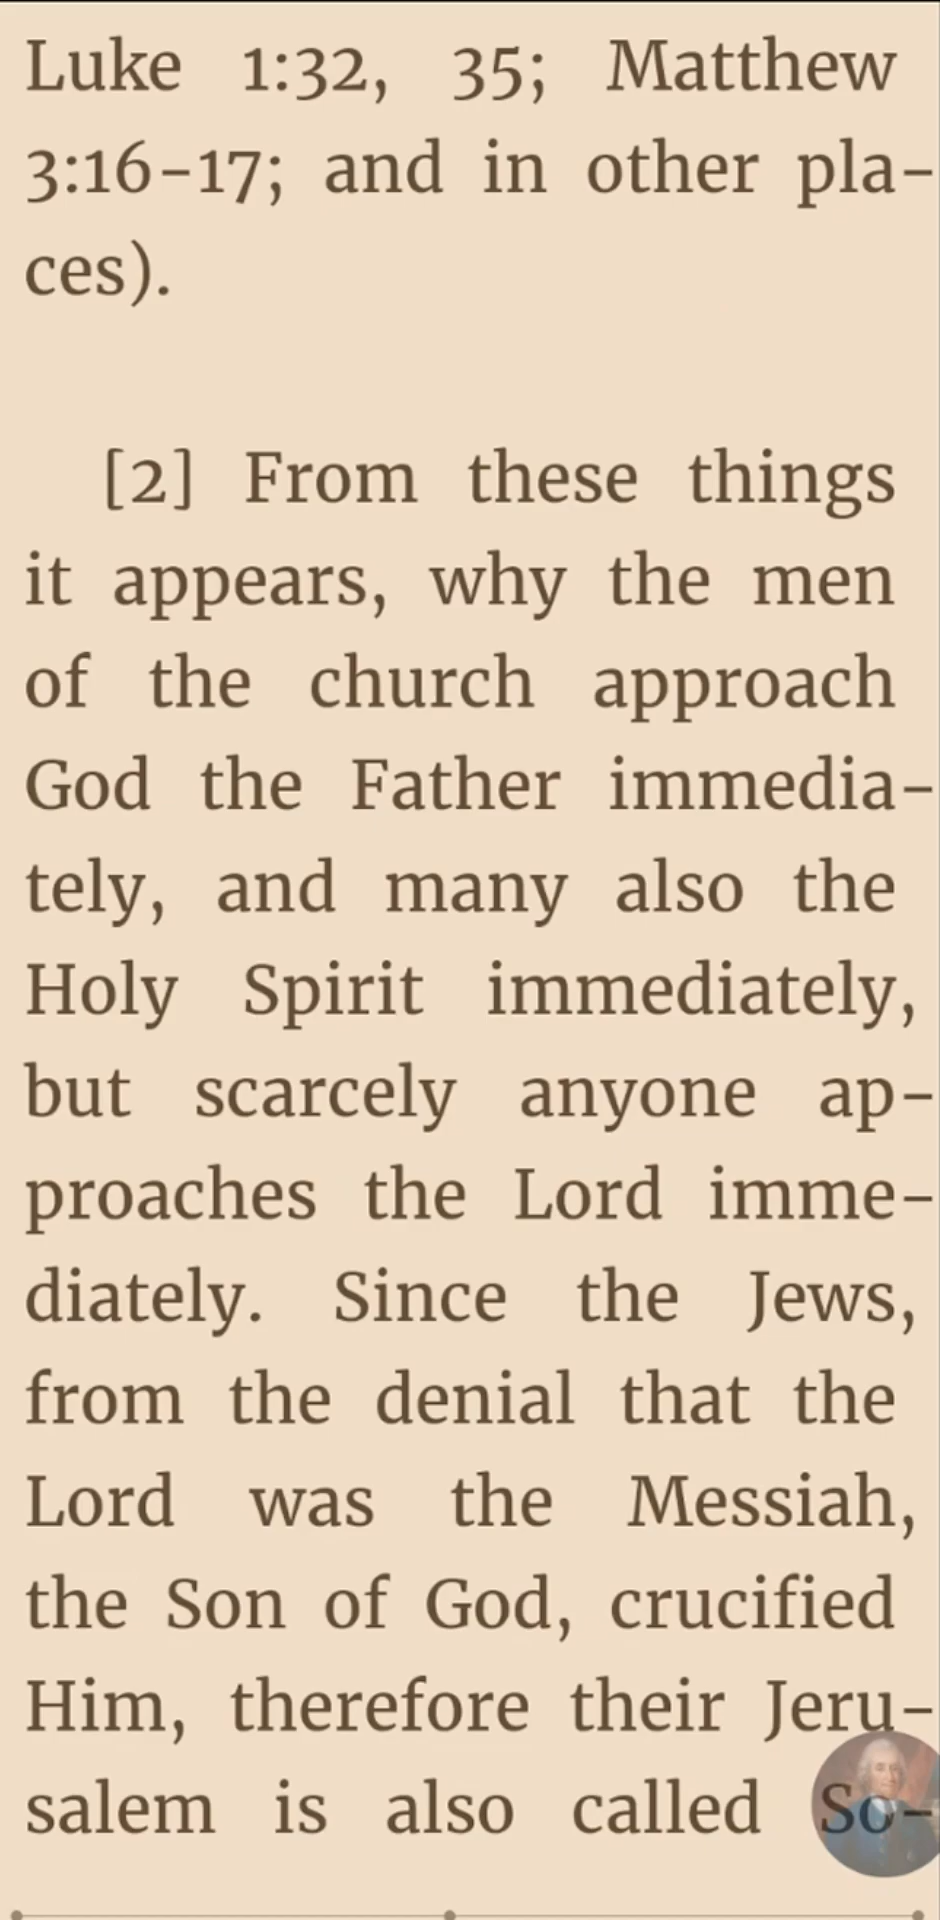 Luke 1:32, 35; Matthew
3:16-17; and in other pla-
ces).
[2] From these things
it appears, why the men
of the church approach
God the Father immedia-
tely, and many also the
Holy Spirit immediately,
but scarcely anyone ap-
proaches the Lord imme-
diately. Since the Jews,
from the denial that the
Lord was the Messiah,
the Son of God, crucified
Him, therefore their Jeru-
salem is also called So-